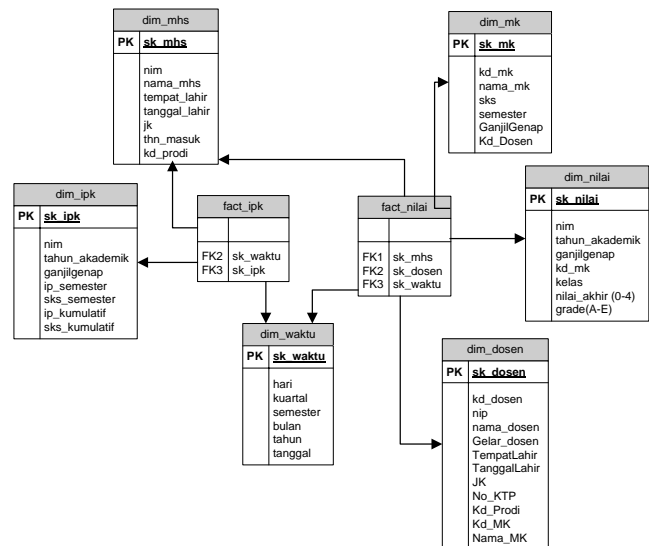 dim_mhs
PK sk_mhs
nim
nama_mhs
tempat_lahir
tanggal_lahir
jk
thn_masuk
kd_prodi
dim_mk
PK sk_mk
kd_mk
nama_mk
sks
semester
GanjilGenap
Kd_Dosen
dim_ipk
PK sk_ipk
nim
tahun_akademik
ganjilgenap
ip_semester
sks_semester
ip_kumulatif
sks_kumulatif
fact_ipk
FK2 sk_waktu
FK3 sk_ipk
fact_nilai
FK1 sk_mhs
FK2 sk_dosen
FK3 sk_waktu
dim_nilai
PK sk_nilai
nim
tahun_akademik
ganjilgenap
kd_mk
kelas
nilai_akhir (0-4)
grade(A-E)
dim_waktu
PK sk_waktu
hari
kuartal
semester
bulan
tahun
tanggal
dim_dosen
PK sk_dosen
kd_dosen
nip
nama_dosen
Gelar_dosen
TempatLahir
TanggalLahir
JK
No_KTP
Kd_Prodi
Kd_MK
Nama_MK